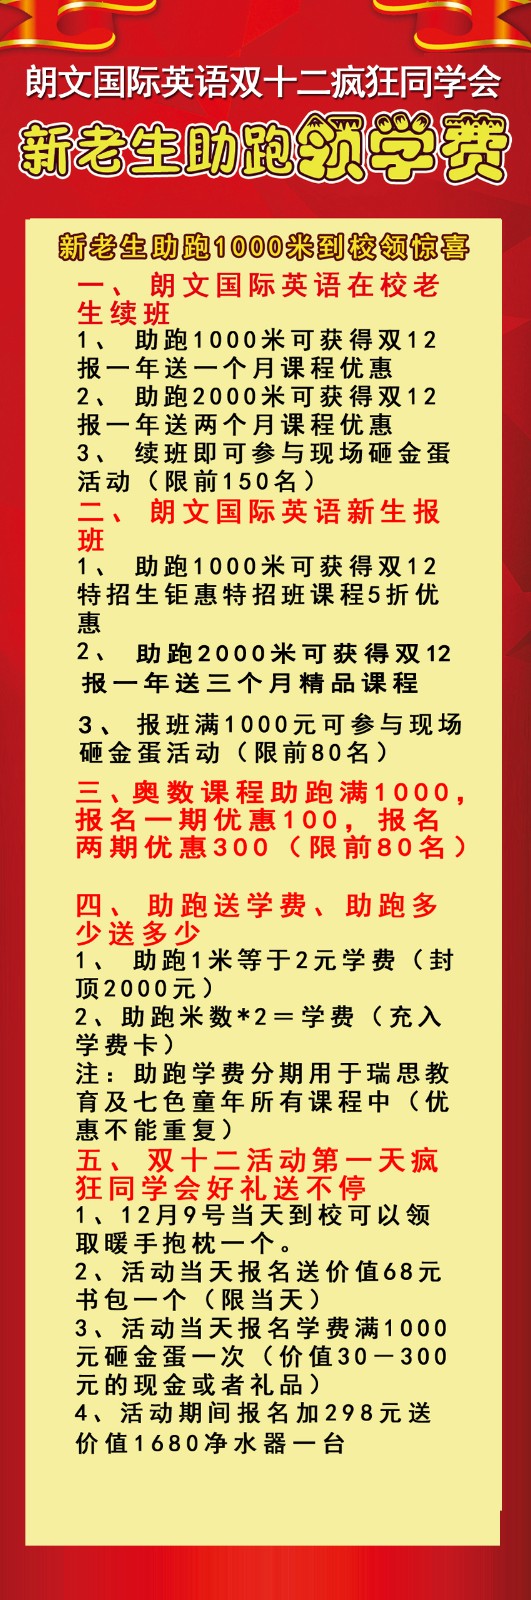 朗文国际英语双十二疯狂同学会
新老生助跑领学费
新老生助跑1000米到校领惊喜
一、 朗文国际英语在校老
生续班
1、 助跑1000米可获得双12
报一年送一个月课程优惠
2、 助跑2000米可获得双12
报一年送两个月课程优惠
3、 续班即可参与现场砸金蛋
活动（限前150名）
二、 朗文国际英语新生报
班
1、 助跑1000米可获得双12
特招生钜惠特招班课程5折优
惠
2、 助跑2000米可获得双12
报一年送三个月精品课程
3、 报班满1000元可参与现场
砸金蛋活动（限前80名）
三、奥数课程助跑满1000，
报名一期优惠100，报名
两期优惠300（限前80名）
四、 助跑送学费、助跑多
少送多少
1、 助跑1米等于2元学费（封
顶2000元）
2、助跑米数*2＝学费（充入
学费卡）
注：助跑学费分期用于瑞思教
育及七色童年所有课程中（优
惠不能重复）
五、 双十二活动第一天疯
狂同学会好礼送不停
1、12月9号当天到校可以领
取暖手抱枕一个。
2、活动当天报名送价值68元
书包一个（限当天）
3、活动当天报名学费满1000
元砸金蛋一次（价值30－300
元的现金或者礼品）
4、活动期间报名加298元送
价值1680净水器一台